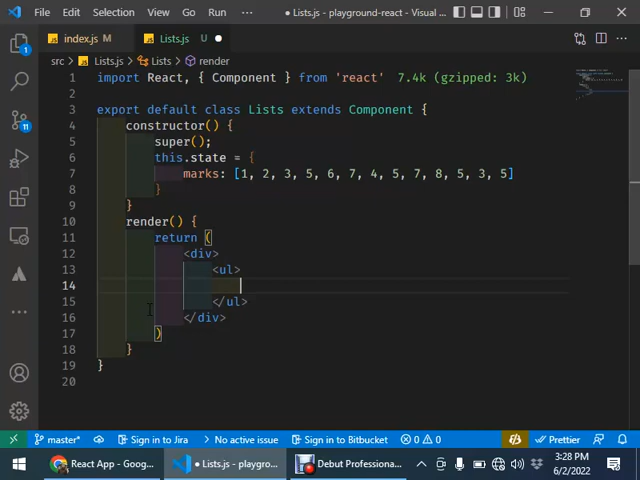 File Edit Selection View Go Run ··· ● Lists.js - playground-react - Visual ...
index.js M Lists.js U ●
src > Lists.js > Lists > render
1 import React, { Component } from 'react' 7.4k (gzipped: 3k)
2
3 export default class Lists extends Component {
4 constructor() {
5 super();
6 this.state = {
7 marks: [1, 2, 3, 5, 6, 7, 4, 5, 7, 8, 5, 3, 5]
8 }
9 }
10 render() {
11 return (
12 <div>
13 <ul>
14
15 </ul>
16 </div>
17 )
18 }
19 }
20
1
11
master* Sign in to Jira No active issue Sign in to Bitbucket 0 0 Prettier
React App - Goog... ● Lists.js - playgro... Debut Professiona... 3:28 PM
6/2/2022